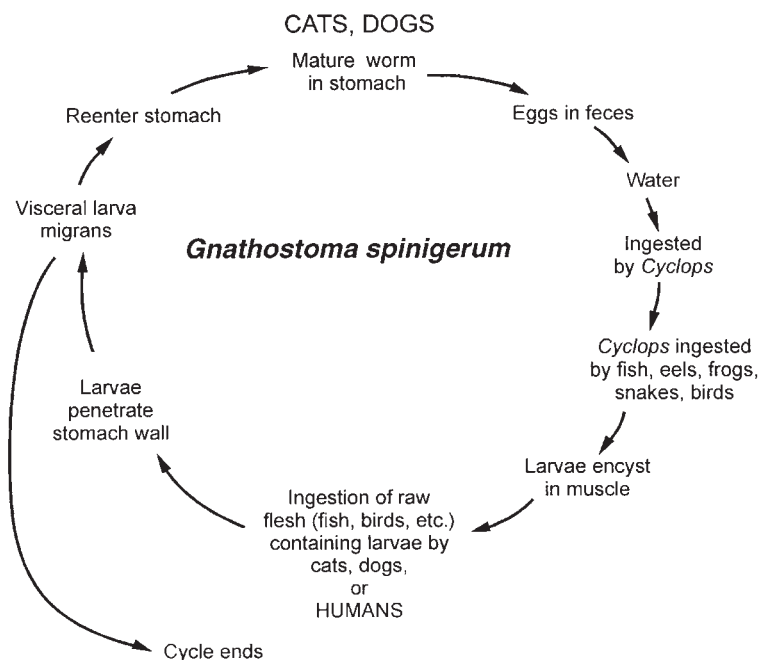 CATS, DOGS
Mature worm
in stomach
Eggs in feces
Water
Ingested
by Cyclops
Cyclops ingested
by fish, eels, frogs,
snakes, birds
Larvae encyst
in muscle
Ingestion of raw
flesh (fish, birds, etc.)
containing larvae by
cats, dogs,
or
HUMANS
Larvae
penetrate
stomach wall
Visceral larva
migrans
Reenter stomach
Gnathostoma spinigerum
Cycle ends